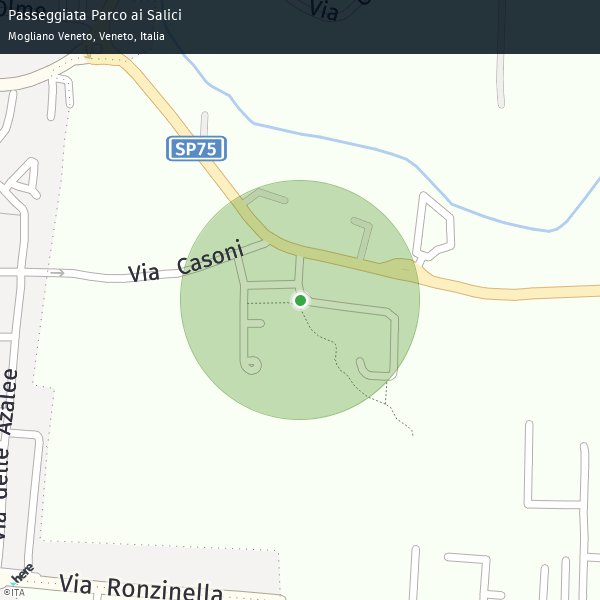 Passeggiata Parco ai Salici
Mogliano Veneto, Veneto, Italia
Via
SP75
Via Casoni
Via delle Azalee
Via Ronzinella
here
©ITA